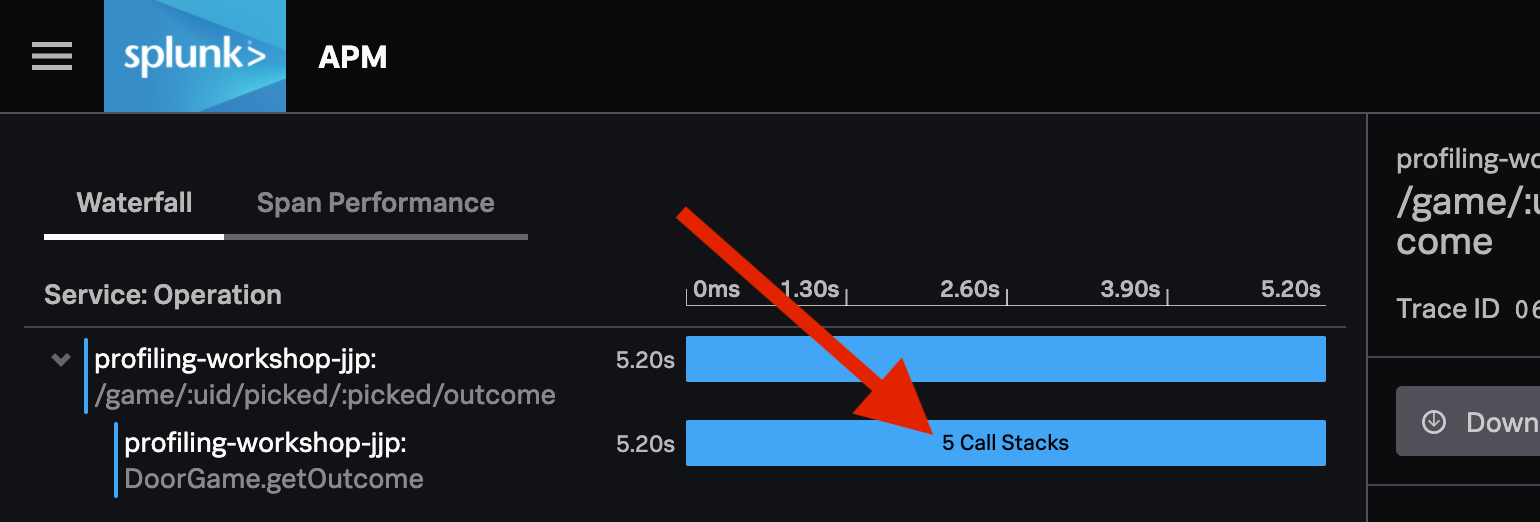 splunk> APM
Waterfall Span Performance
Service: Operation 0ms 1.30s 2.60s 3.90s 5.20s
profiling-workshop-jjp: 5.20s
/game/:uid/picked/:picked/outcome
profiling-workshop-jjp: 5.20s 5 Call Stacks
DoorGame.getOutcome
profiling-wo
/game/:u
come
Trace ID 06
Down